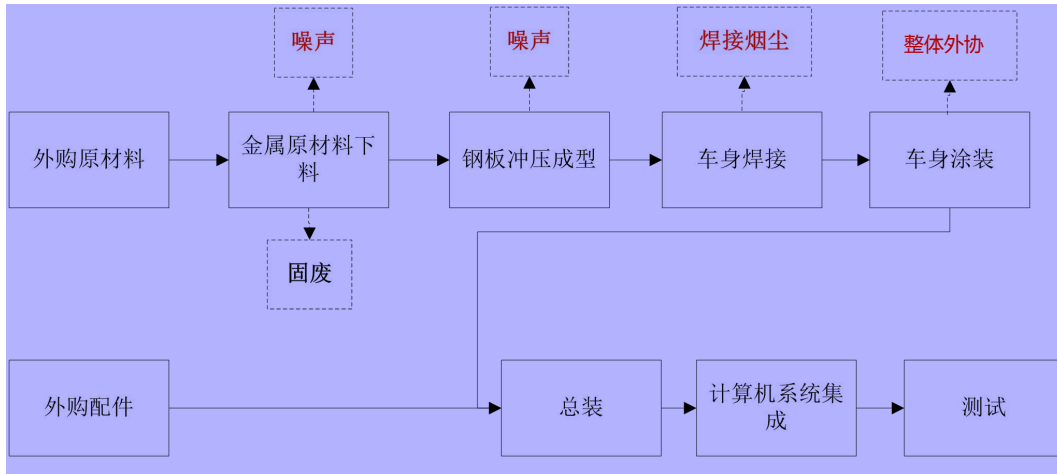 噪声
噪声
焊接烟尘
整体外协
外购原材料
金属原材料下
料
钢板冲压成型
车身焊接
车身涂装
固废
外购配件
总装
计算机系统集
成
测试